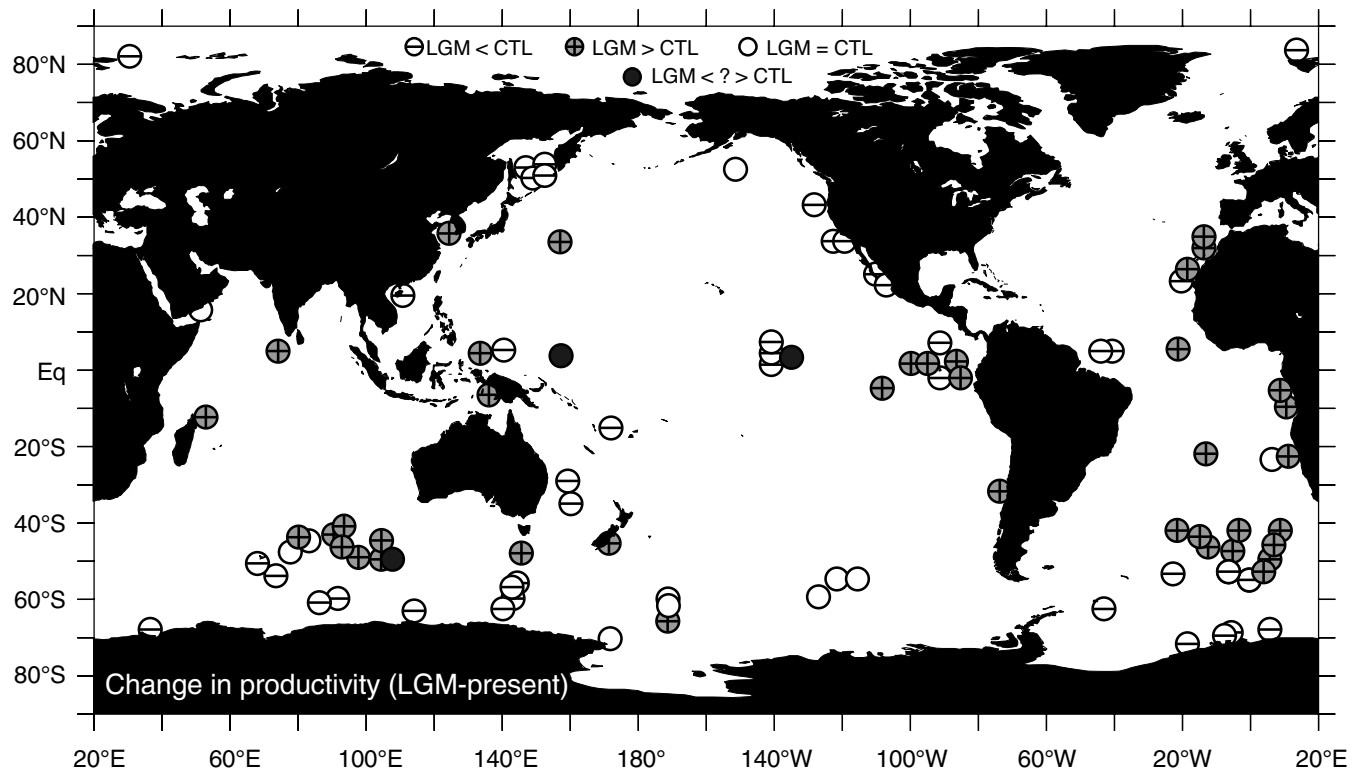 LGM < CTL LGM > CTL LGM = CTL
LGM < ? > CTL
80°N
60°N
40°N
20°N
Eq
20°S
40°S
60°S
80°S
Change in productivity (LGM-present)
20°E 60°E 100°E 140°E 180° 140°W 100°W 60°W 20°W 20°E